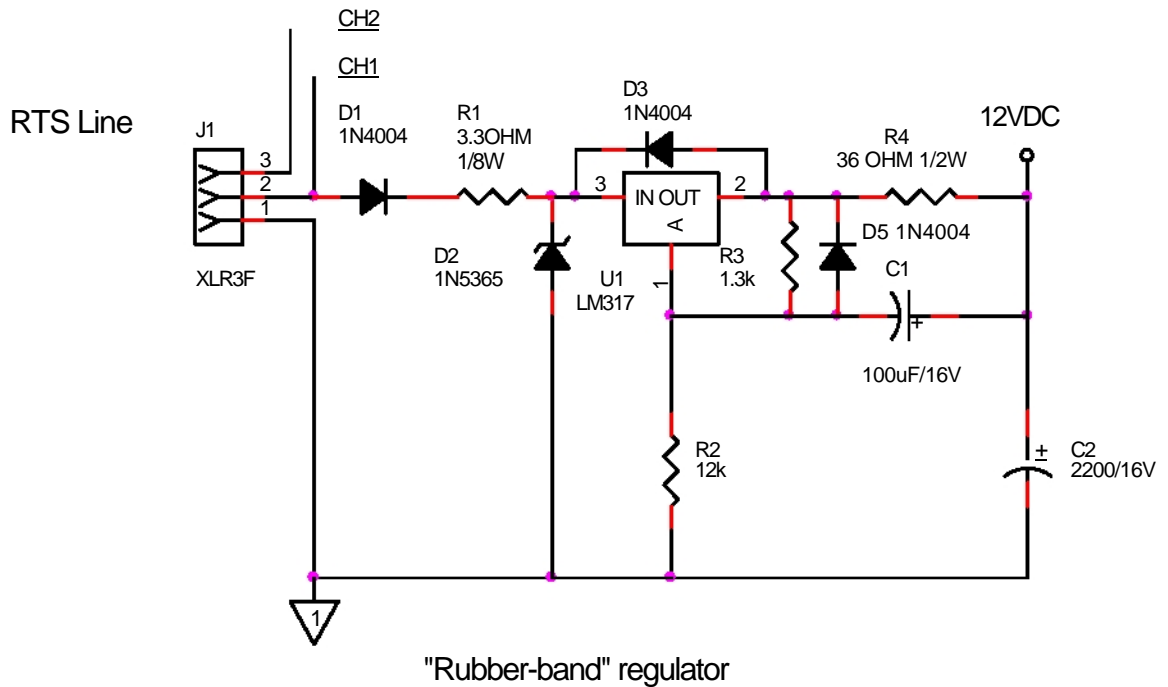 CH2
CH1
RTS Line
J1
3
2
1
XLR3F
D1
1N4004
R1
3.3OHM
1/8W
D3
1N4004
3
IN OUT
2
A
1
D2
1N5365
U1
LM317
R3
1.3k
D5 1N4004
R4
36 OHM 1/2W
12VDC
C1
+
100uF/16V
R2
12k
±
C2
2200/16V
1
"Rubber-band" regulator